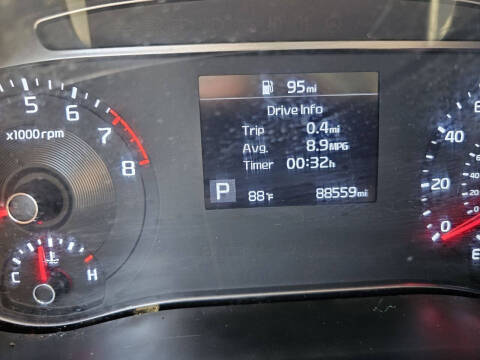 95mi
Drive Info
Trip 0.4mi
Avg. 8.9MPG
Timer 00:32h
P 88°F 88559mi
5 6 7 8
x1000rpm
C H
40
20
0
E